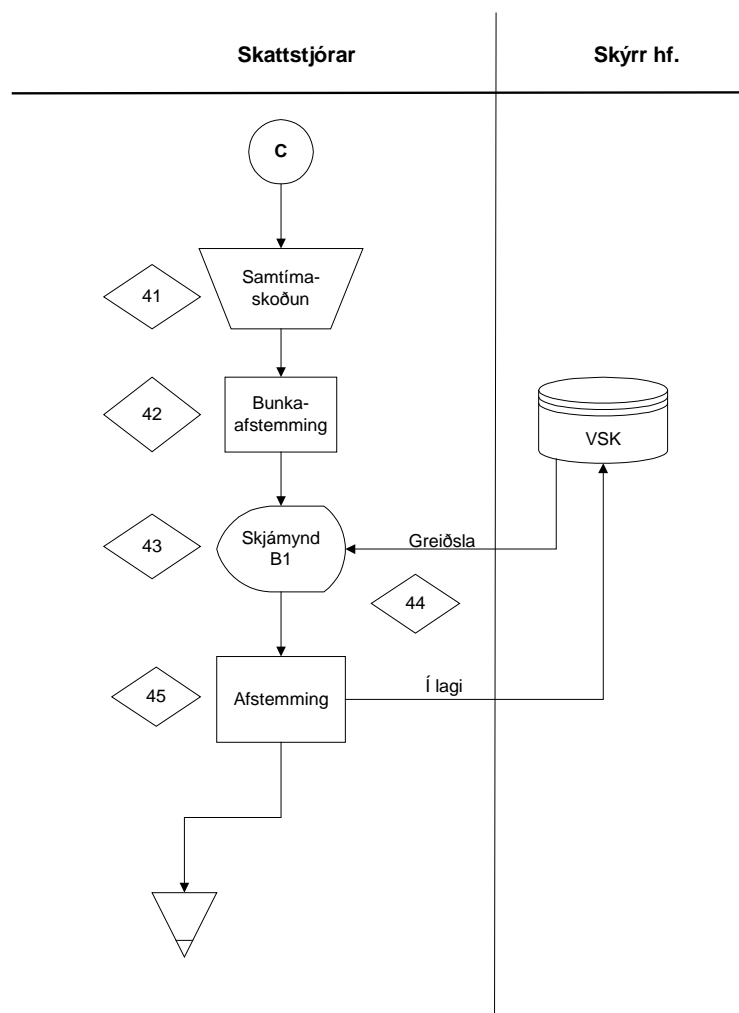 Skattstjórar
Skýrr hf.
C
Samtíma-
skoðun
41
Bunka-
afstemming
42
VSK
Skjámynd
B1
43
Greiðsla
44
Afstemming
45
Í lagi